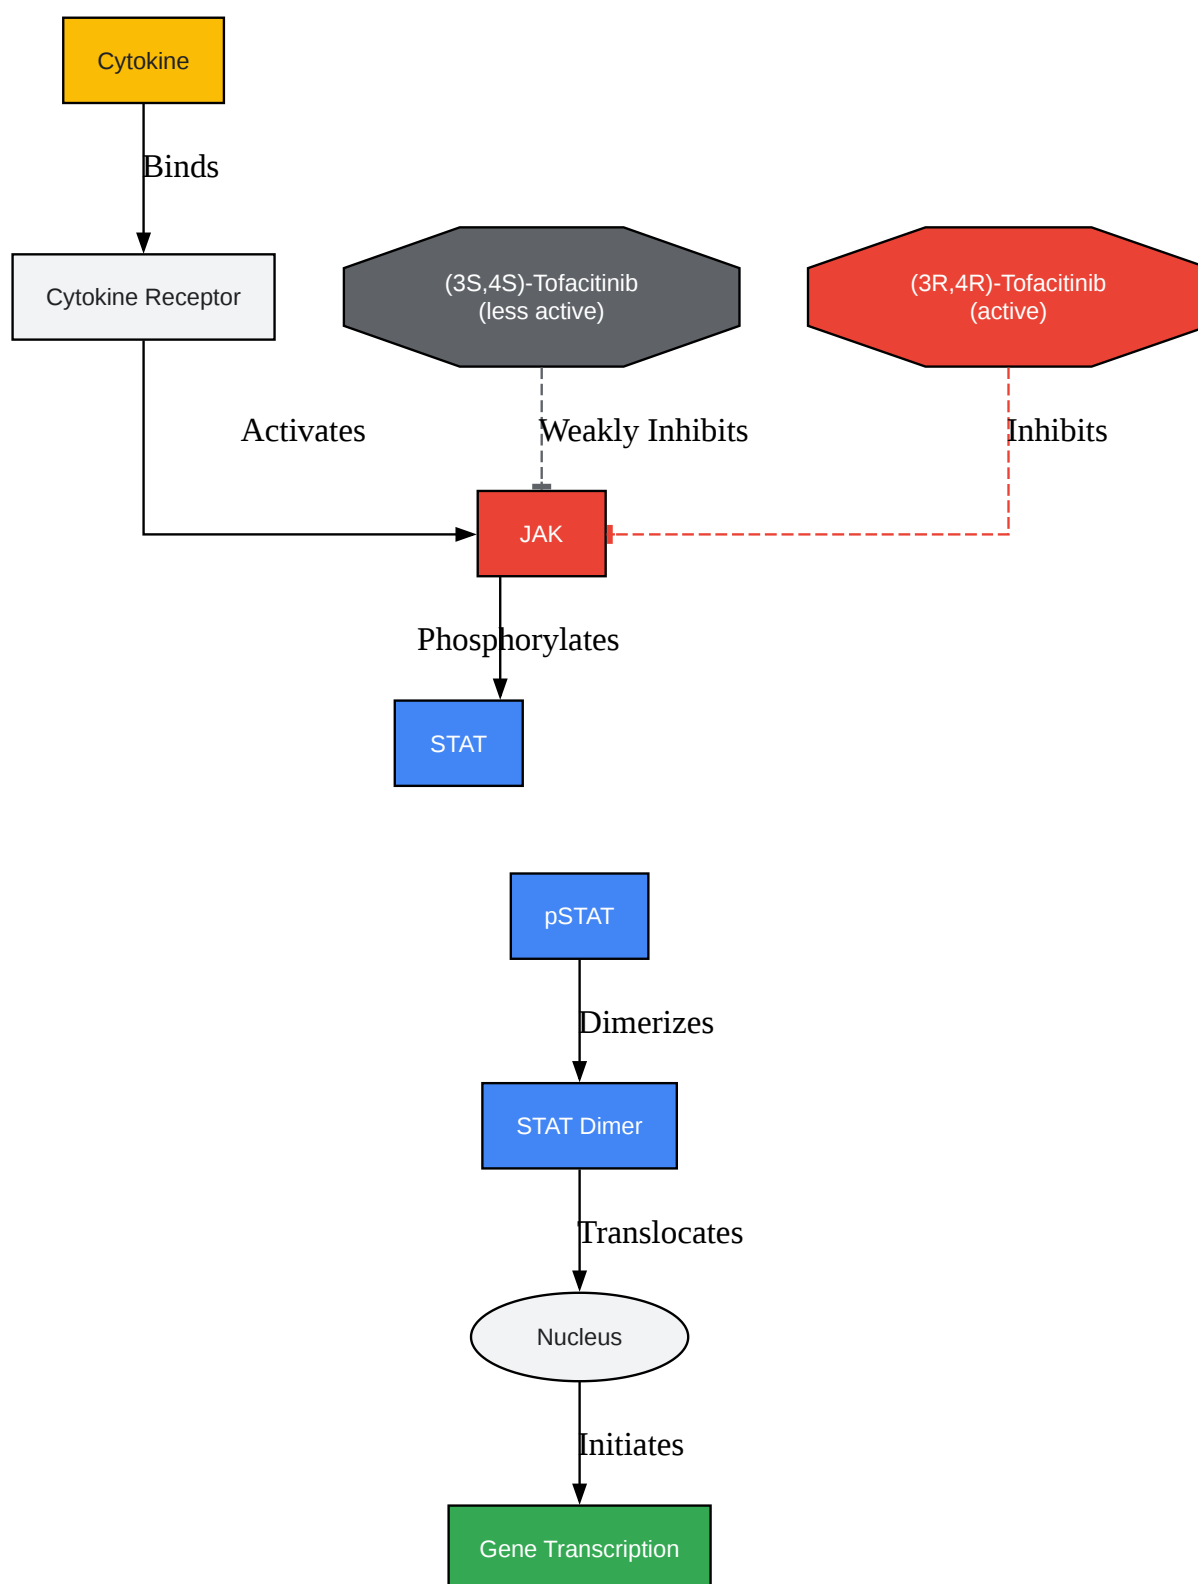 Cytokine
Binds
Cytokine Receptor
(3S,4S)-Tofacitinib
(less active)
(3R,4R)-Tofacitinib
(active)
Activates
Weakly Inhibits
Inhibits
JAK
Phosphorylates
STAT
pSTAT
Dimerizes
STAT Dimer
Translocates
Nucleus
Initiates
Gene Transcription